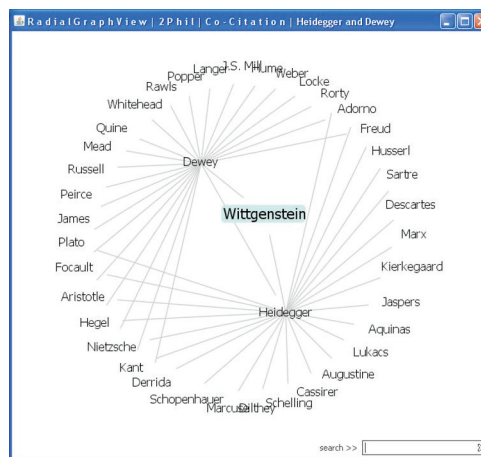 RadialGraphView | 2Phil | Co-Citation | Heidegger and Dewey
J.S. Mill
Langer
Hume
Popper
Weber
Rawls
Locke
Whitehead
Rorty
Adorno
Quine
Freud
Mead
Husserl
Dewey
Russell
Sartre
Peirce
Descartes
Wittgenstein
James
Marx
Plato
Focault
Kierkegaard
Aristotle
Jaspers
Heidegger
Hegel
Aquinas
Nietzsche
Lukacs
Kant
Augustine
Derrida
Cassirer
Schopenhauer
Schelling
Marcuse
Dilthey
search >>